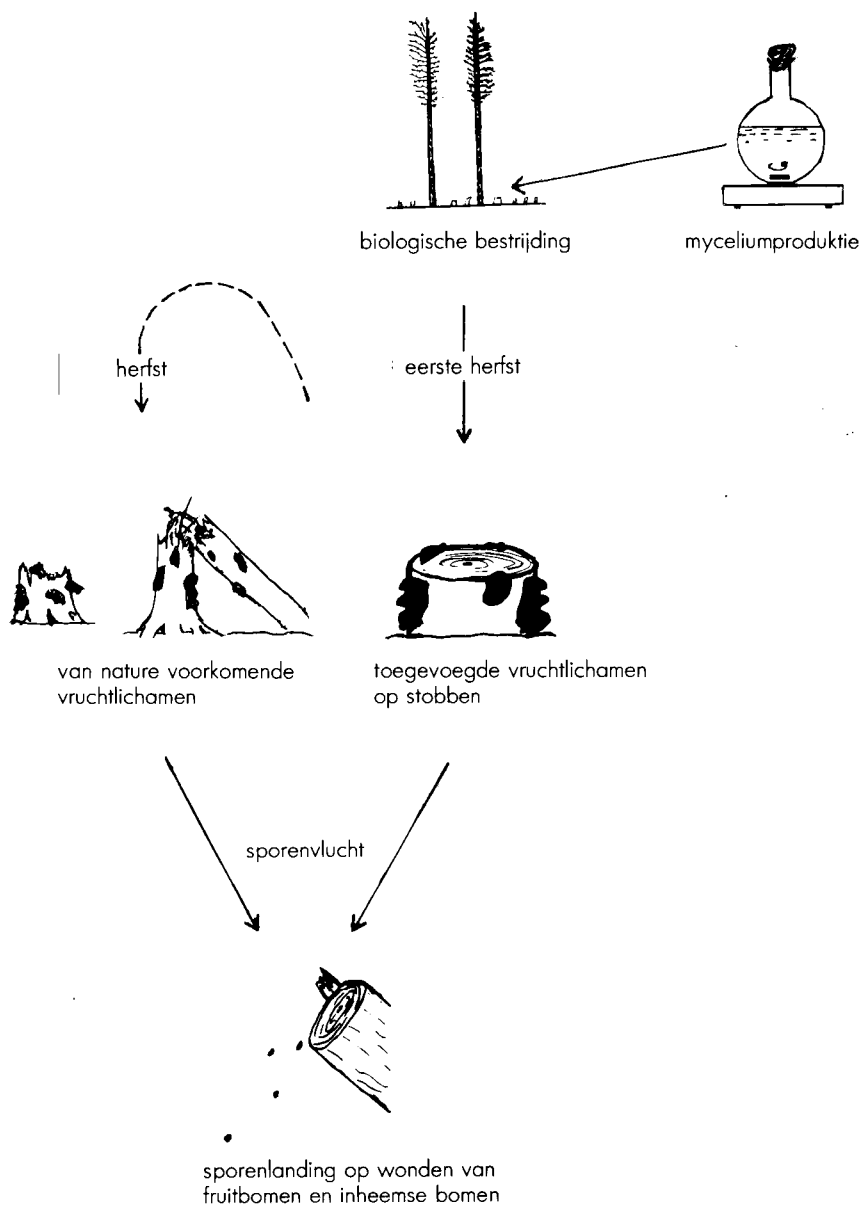 biologische bestrijding
myceliumproduktie
herfst
eerste herfst
van nature voorkomende
vruchtlichamen
toegevoegde vruchtlichamen
op stobben
sporenvlucht
sporenlanding op wonden van
fruitbomen en inheemse bomen